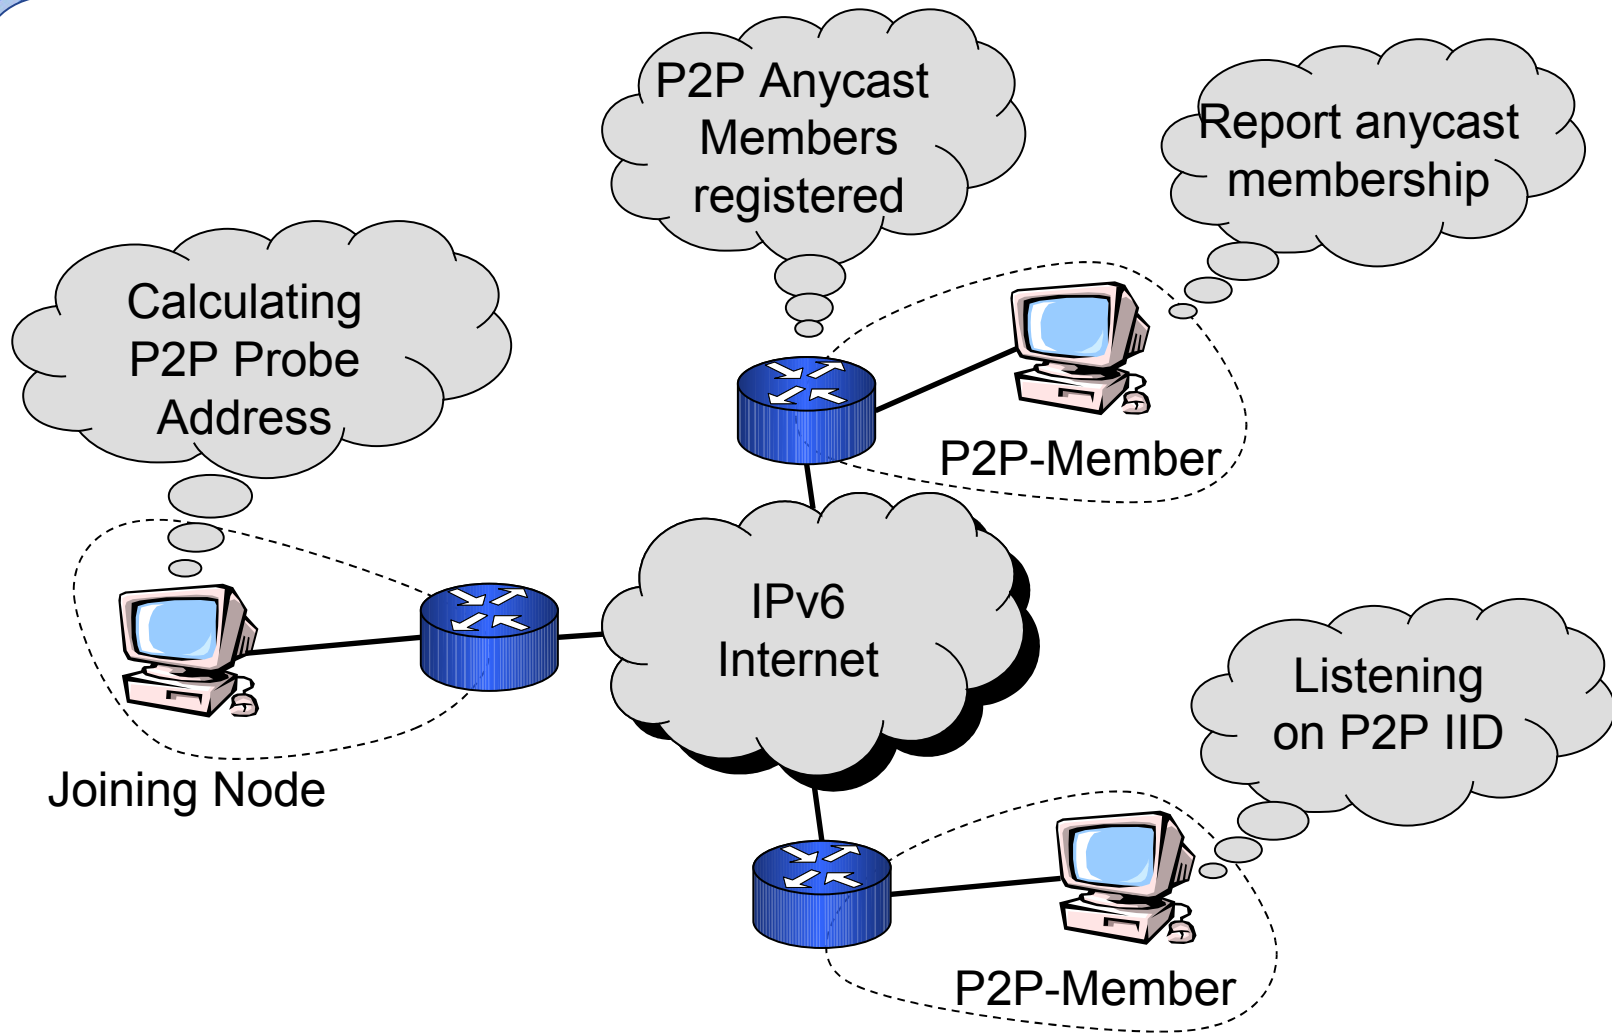 P2P Anycast
Members
registered
Report anycast
membership
Calculating
P2P Probe
Address
P2P-Member
IPv6
Internet
Listening
on P2P IID
Joining Node
P2P-Member